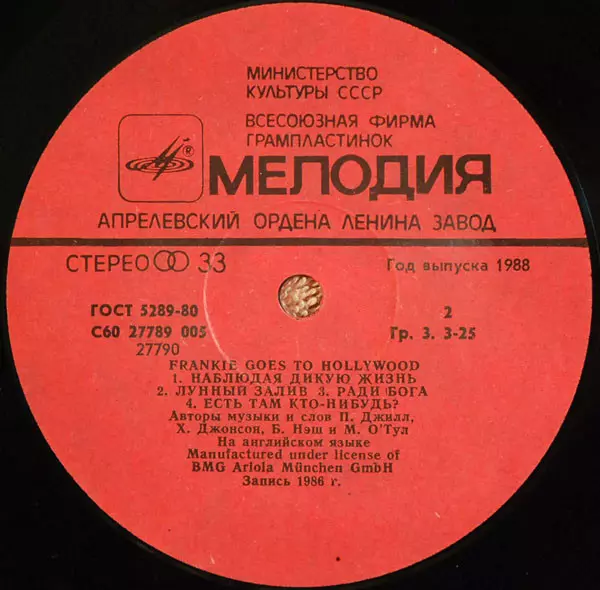 МИНИСТЕРСТВО
КУЛЬТУРЫ СССР
ВСЕСОЮЗНАЯ ФИРМА
ГРАМПЛАСТИНОК
®
МЕЛОДИЯ
АПРЕЛЕВСКИЙ ОРДЕНА ЛЕНИНА ЗАВОД
СТЕРЕО 33
Год выпуска 1988
ГОСТ 5289-80
2
С60 27789 005
Гр. 3. 3-25
27790
FRANKIE GOES TO HOLLYWOOD
1. НАБЛЮДАЯ ДИКУЮ ЖИЗНЬ
2. ЛУННЫЙ ЗАЛИВ 3. РАДИ БОГА
4. ЕСТЬ ТАМ КТО-НИБУДЬ?
Авторы музыки и слов П. Джилл,
Х. Джонсон, Б. Нэш и М. О'Тул
На английском языке
Manufactured under license of
BMG Ariola München GmbH
Запись 1986 г.